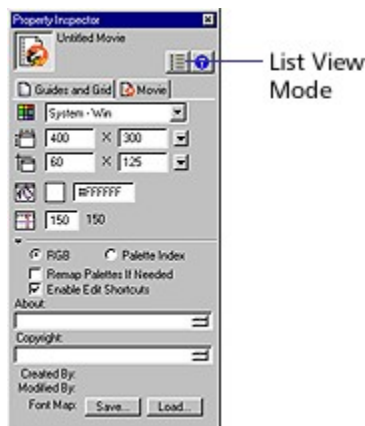 Property Inspector
Untitled Movie
List View
Mode
Guides and Grid Movie
System - Win
400 × 300
60 × 125
#FFFFFF
150 150
RGB Palette Index
Remap Palettes If Needed
Enable Edit Shortcuts
About:
Copyright:
Created By:
Modified By:
Font Map: Save... Load...